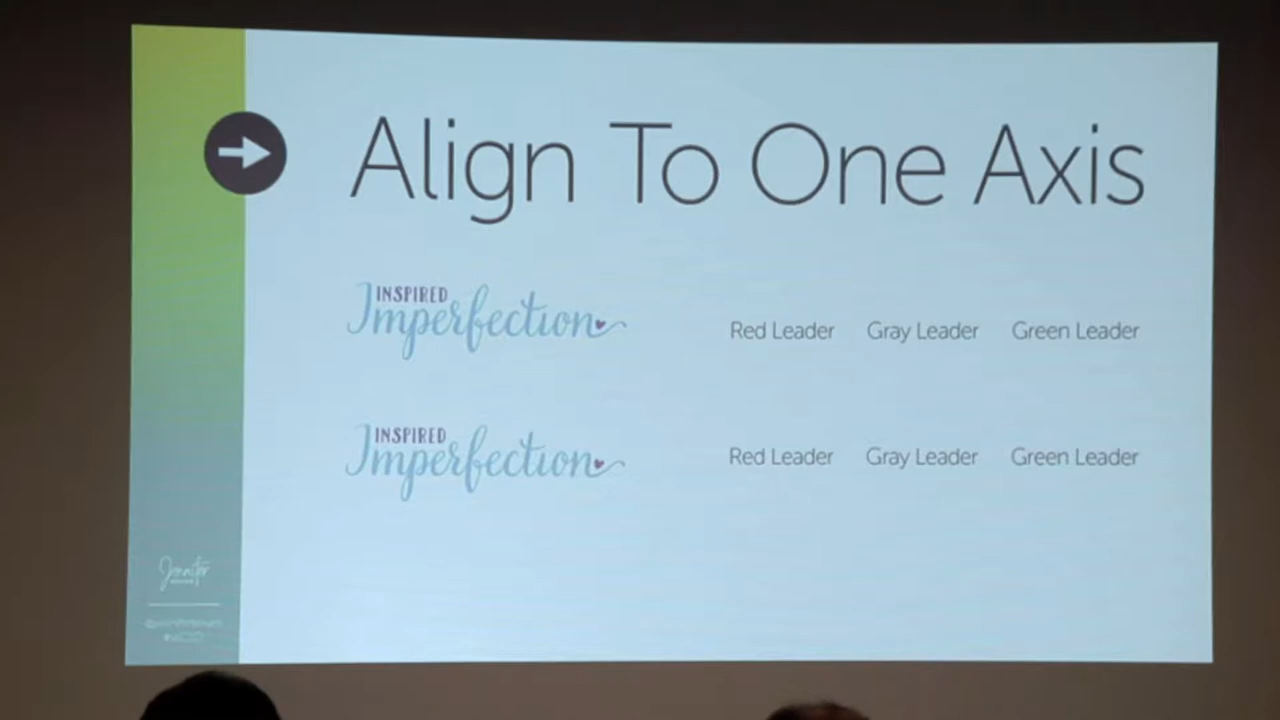 Align To One Axis
INSPIRED
Imperfection
Red Leader Gray Leader Green Leader
INSPIRED
Imperfection
Red Leader Gray Leader Green Leader
Jennifer